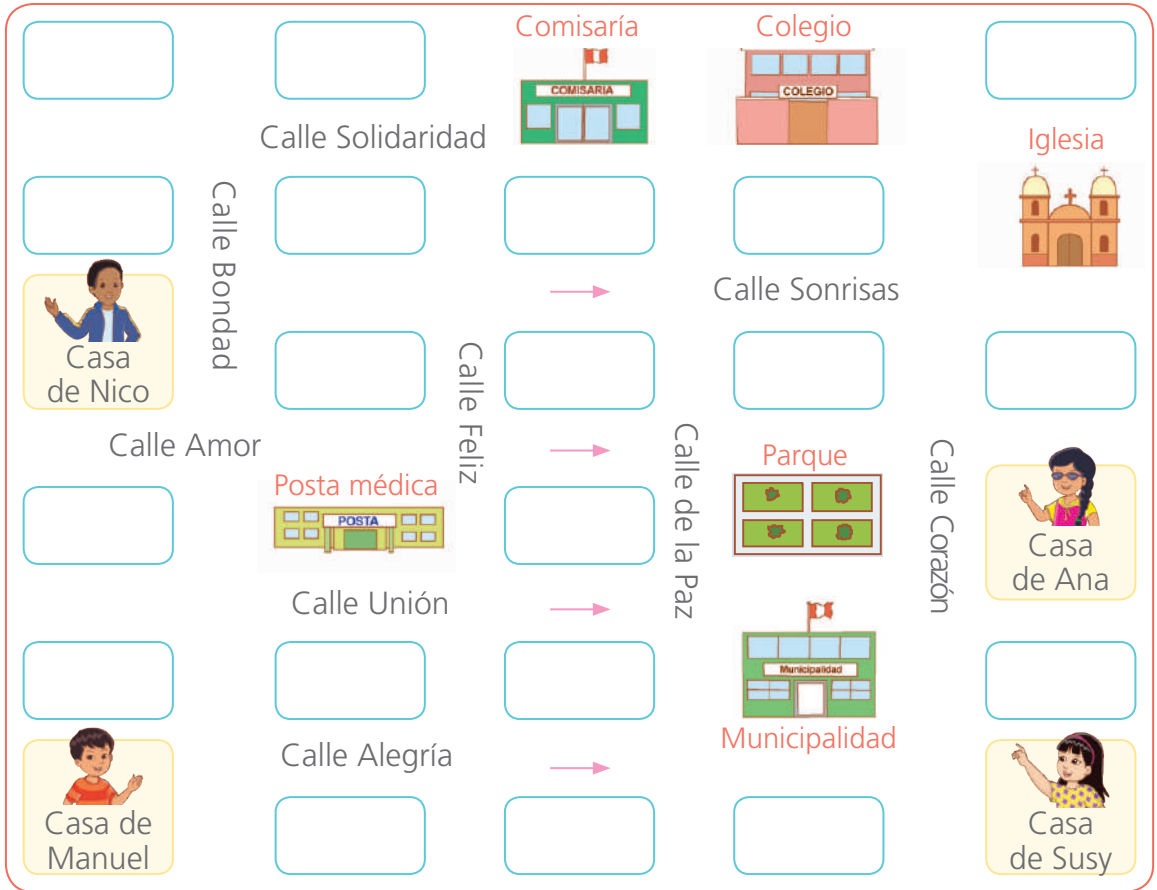 Comisaría
Colegio
COMISARIA
COLEGIO
Calle Solidaridad
Iglesia
Calle Bondad
Calle Sonrisas
Casa
de Nico
Calle Feliz
Calle Amor
Calle de la Paz
Parque
Calle Corazón
Posta médica
POSTA
Casa
de Ana
Calle Unión
Municipalidad
Municipalidad
Calle Alegría
Casa de
Manuel
Casa
de Susy